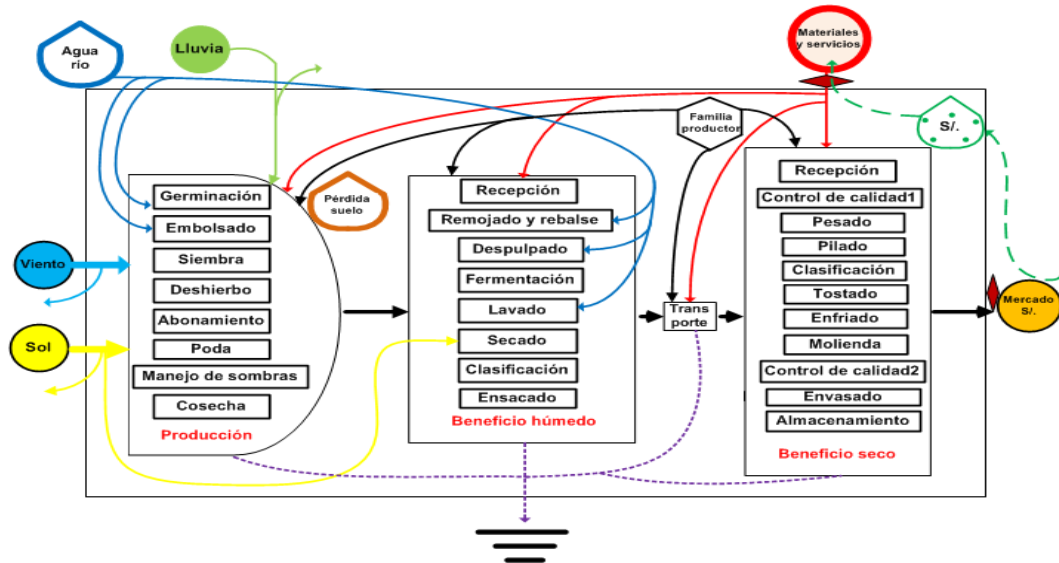 Agua
río
Lluvia
Materiales
y servicios
S/.
Familia
productor
Pérdida
suelo
Viento
Sol
Mercado
S/.
Germinación
Embolsado
Siembra
Deshierbo
Abonamiento
Poda
Manejo de sombras
Cosecha
Producción
Recepción
Remojado y rebalse
Despulpado
Fermentación
Lavado
Secado
Clasificación
Ensacado
Beneficio húmedo
Trans
porte
Recepción
Control de calidad1
Pesado
Pilado
Clasificación
Tostado
Enfriado
Molienda
Control de calidad2
Envasado
Almacenamiento
Beneficio seco